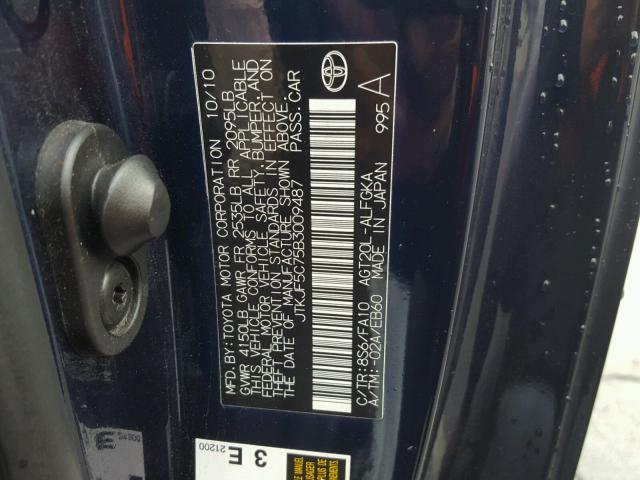 MFD.BY:TOYOTA MOTOR CORPORATION 10/10
GVWR 4150LB GAWR FR 2535LB RR 2095LB
THIS VEHICLE CONFORMS TO ALL APPLICABLE
FEDERAL MOTOR VEHICLE SAFETY, BUMPER, AND
THEFT PREVENTION STANDARDS IN EFFECT ON
THE DATE OF MANUFACTURE SHOWN ABOVE.
JTKJF5C75B3009487 PASS.CAR
C/TR:8S6/FA10 AGT20L-ALFGKA
A/TM:-02A/EB60 MADE IN JAPAN 995 A
E
3 E
21200